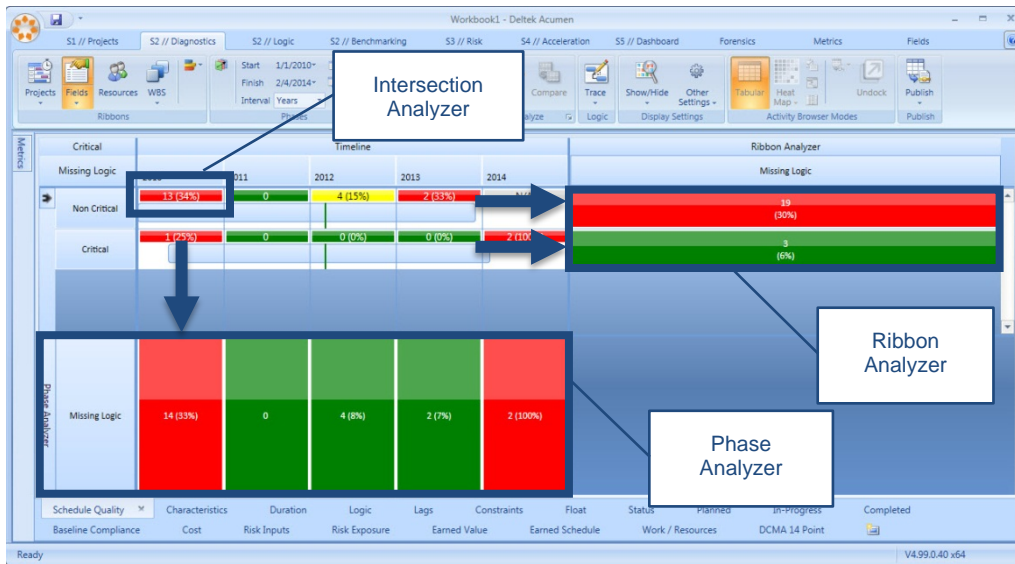 Workbook1 - Deltek Acumen
S1 // Projects S2 // Diagnostics S2 // Logic S2 // Benchmarking S3 // Risk S4 // Acceleration S5 // Dashboard Forensics Metrics Fields
Start 1/1/2010
Finish 2/4/2014
Interval Years
Projects Fields Resources WBS Compare Trace Show/Hide Other Settings Tabular Heat Map Undock Publish
Ribbons Phases Logic Display Settings Activity Browser Modes Publish
Intersection
Analyzer
Metrics
Critical Timeline Ribbon Analyzer
Missing Logic 2011 2012 2013 2014 Missing Logic
Non Critical 13 (34%) 0 4 (15%) 2 (33%) 19
(30%)
Critical 1 (25%) 0 0 (0%) 0 (0%) 3
(6%)
Ribbon
Analyzer
Phase Analyzer
Missing Logic 14 (33%) 0 4 (8%) 2 (7%) 2 (100%)
Phase
Analyzer
Schedule Quality Characteristics Duration Logic Lags Constraints Float Status Planned In-Progress Completed
Baseline Compliance Cost Risk Inputs Risk Exposure Earned Value Earned Schedule Work / Resources DCMA 14 Point
Ready V4.99.0.40 x64